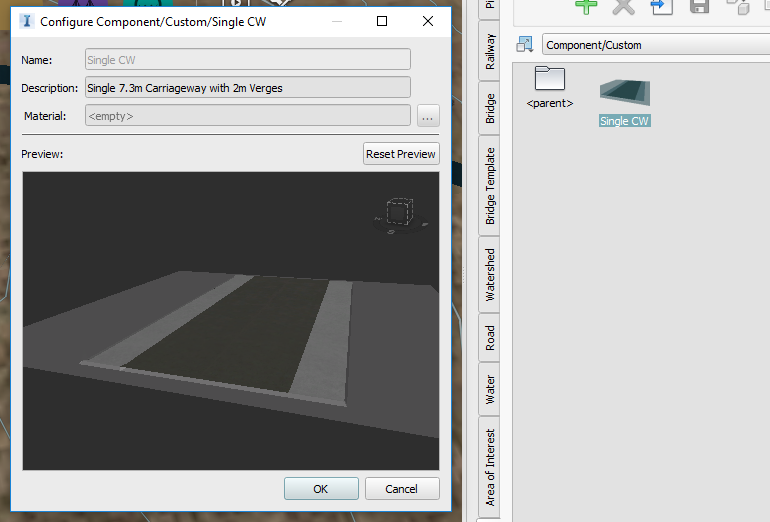 Configure Component/Custom/Single CW
Name:
Single CW
Description:
Single 7.3m Carriageway with 2m Verges
Material:
<empty>
...
Preview:
Reset Preview
OK
Cancel
Railway
Bridge
Bridge Template
Watershed
Road
Water
Area of Interest
Component/Custom
<parent>
Single CW